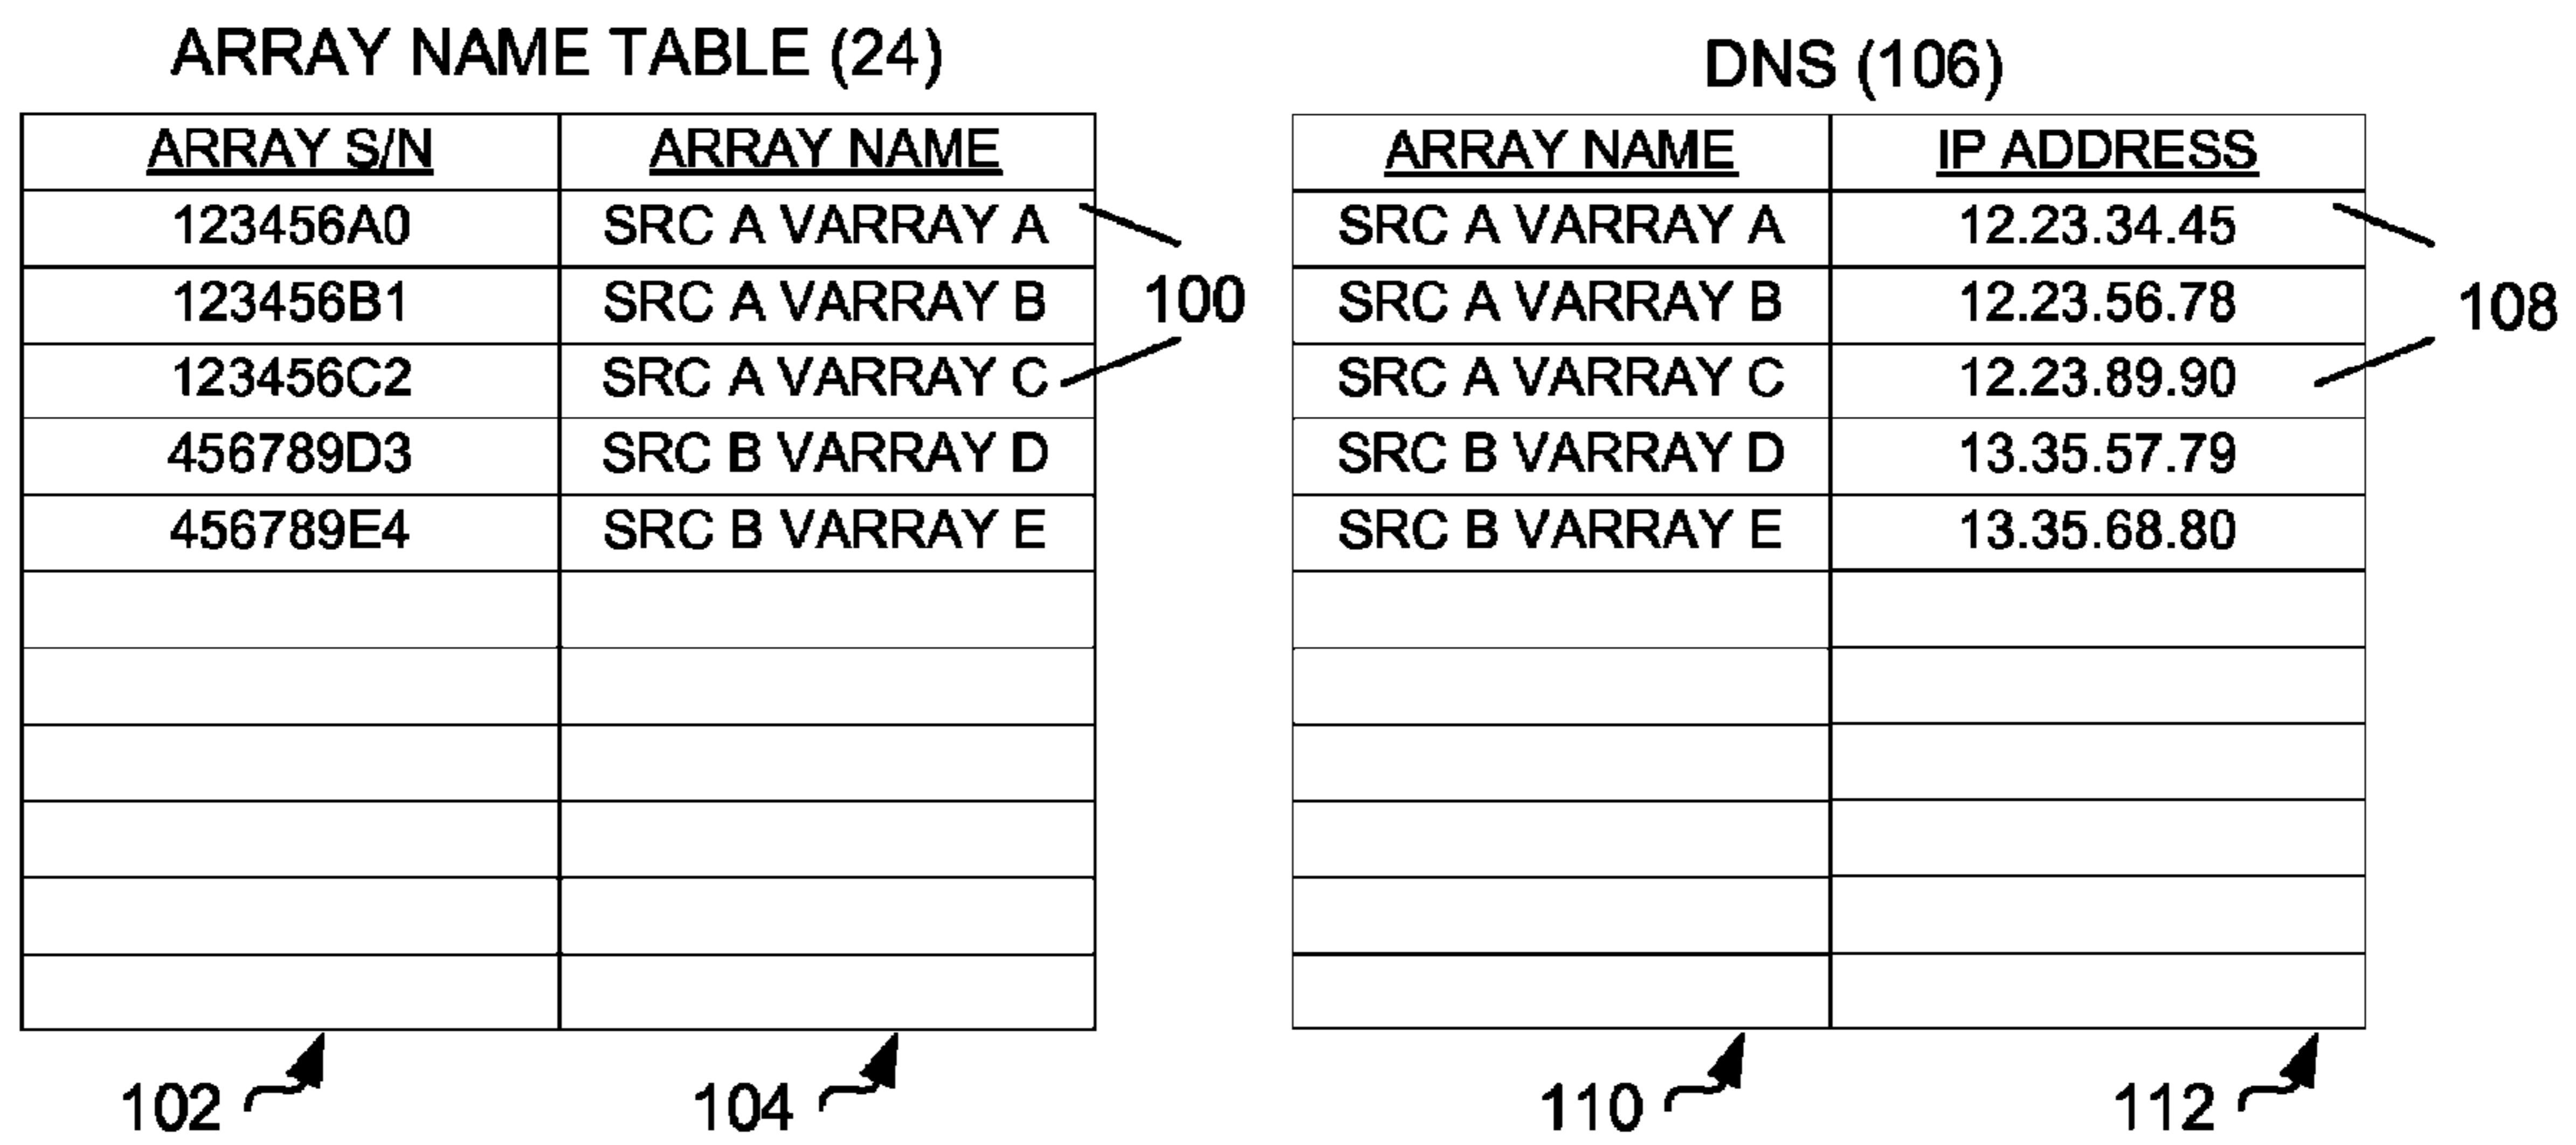 ARRAY NAME TABLE (24)
ARRAY S/N ARRAY NAME
123456A0 SRC A VARRAY A
123456B1 SRC A VARRAY B
123456C2 SRC A VARRAY C
456789D3 SRC B VARRAY D
456789E4 SRC B VARRAY E
100
102
104
DNS (106)
ARRAY NAME IP ADDRESS
SRC A VARRAY A 12.23.34.45
SRC A VARRAY B 12.23.56.78
SRC A VARRAY C 12.23.89.90
SRC B VARRAY D 13.35.57.79
SRC B VARRAY E 13.35.68.80
108
110
112